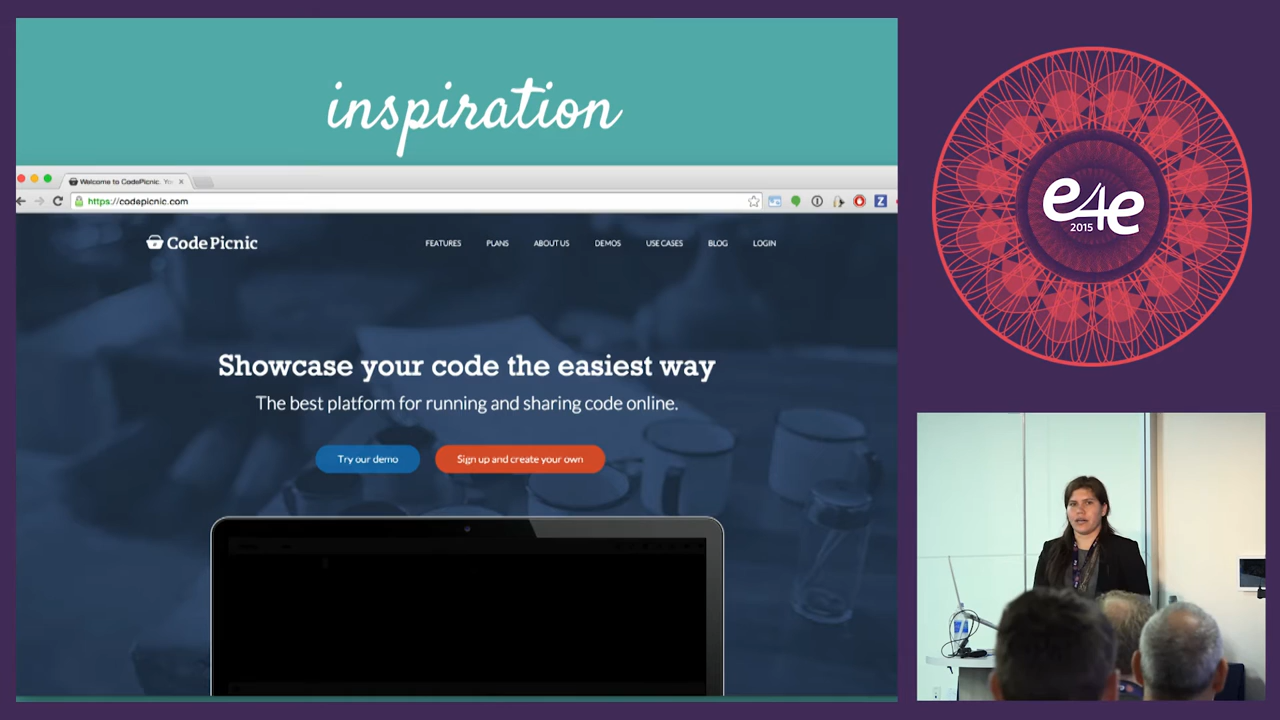 inspiration
Welcome to CodePicnic. Yo
https://codepicnic.com
Z
CodePicnic
FEATURES PLANS ABOUT US DEMOS USE CASES BLOG LOGIN
Showcase your code the easiest way
The best platform for running and sharing code online.
Try our demo
Sign up and create your own
e4e
2015